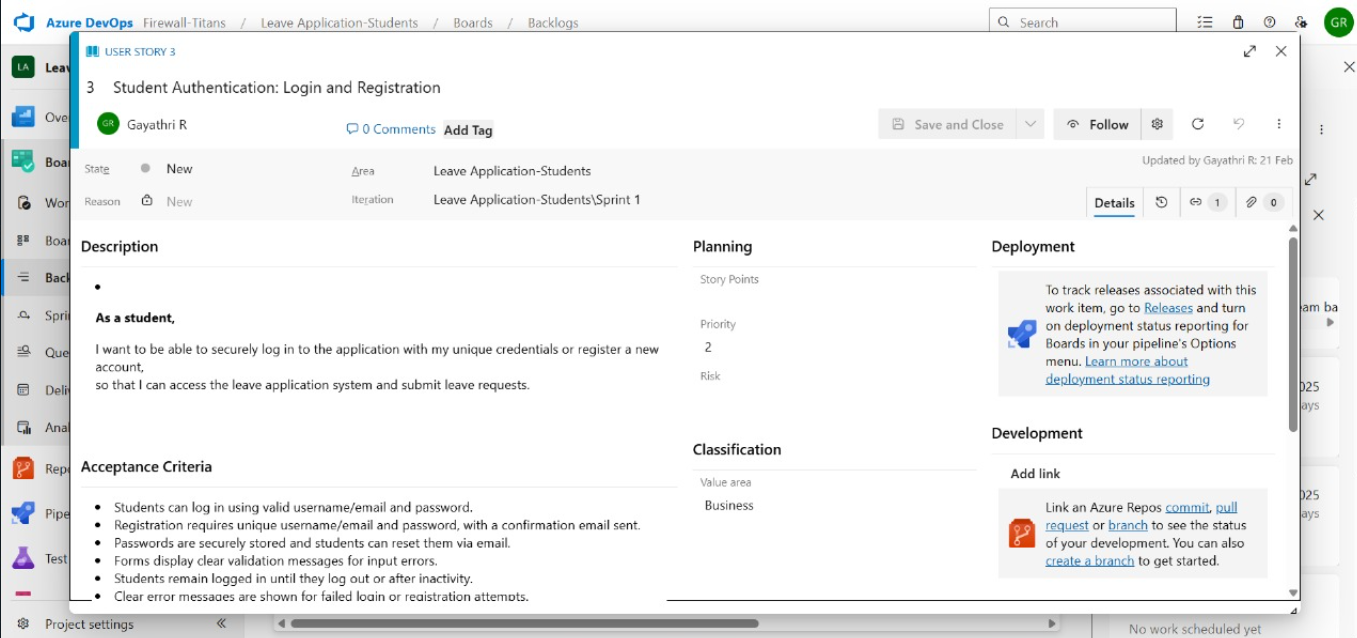 Azure DevOps Firewall-Titans / Leave Application-Students / Boards / Backlogs
Search
GR
USER STORY 3
LA Leav
3 Student Authentication: Login and Registration
Ove
GR Gayathri R
0 Comments Add Tag
Save and Close
Follow
Updated by Gayathri R: 21 Feb
Boar
State New
Area Leave Application-Students
Wor
Reason New
Iteration Leave Application-Students\Sprint 1
Details 1 0
Boar
Description
Planning
Deployment
Back
Story Points
To track releases associated with this
work item, go to Releases and turn
on deployment status reporting for
Boards in your pipeline's Options
menu. Learn more about
deployment status reporting
Sprin
As a student,
Priority
2
Que
I want to be able to securely log in to the application with my unique credentials or register a new
account,
so that I can access the leave application system and submit leave requests.
Risk
eam ba
Deliv
2025
ays
Anal
Classification
Development
Repo
Acceptance Criteria
Value area
Business
Add link
Pipe
Students can log in using valid username/email and password.
Registration requires unique username/email and password, with a confirmation email sent.
Passwords are securely stored and students can reset them via email.
Forms display clear validation messages for input errors.
Students remain logged in until they log out or after inactivity.
Clear error messages are shown for failed login or registration attempts.
Link an Azure Repos commit, pull
request or branch to see the status
of your development. You can also
create a branch to get started.
025
ays
Test
Project settings
No work scheduled yet